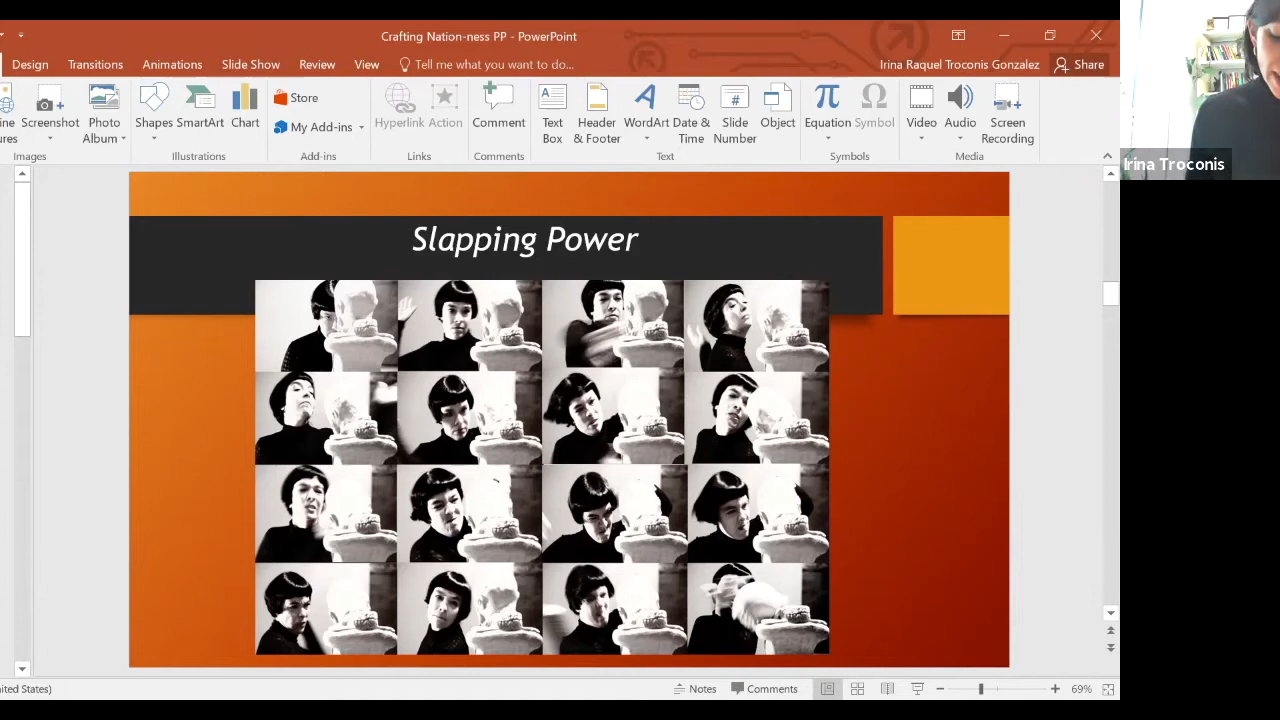 Crafting Nation-ness PP - PowerPoint
Design Transitions Animations Slide Show Review View Tell me what you want to do... Irina Raquel Troconis Gonzalez Share
Screenshot
Photo
Album
Shapes SmartArt Chart
Store
My Add-ins
Hyperlink Action
Comment
Text
Box
Header
& Footer
WordArt
Date &
Time
Slide
Number
Object
Equation Symbol
Video Audio
Screen
Recording
Images Illustrations Add-ins Links Comments Text Symbols Media
Irina Troconis
Slapping Power
ited States) Notes Comments 69%